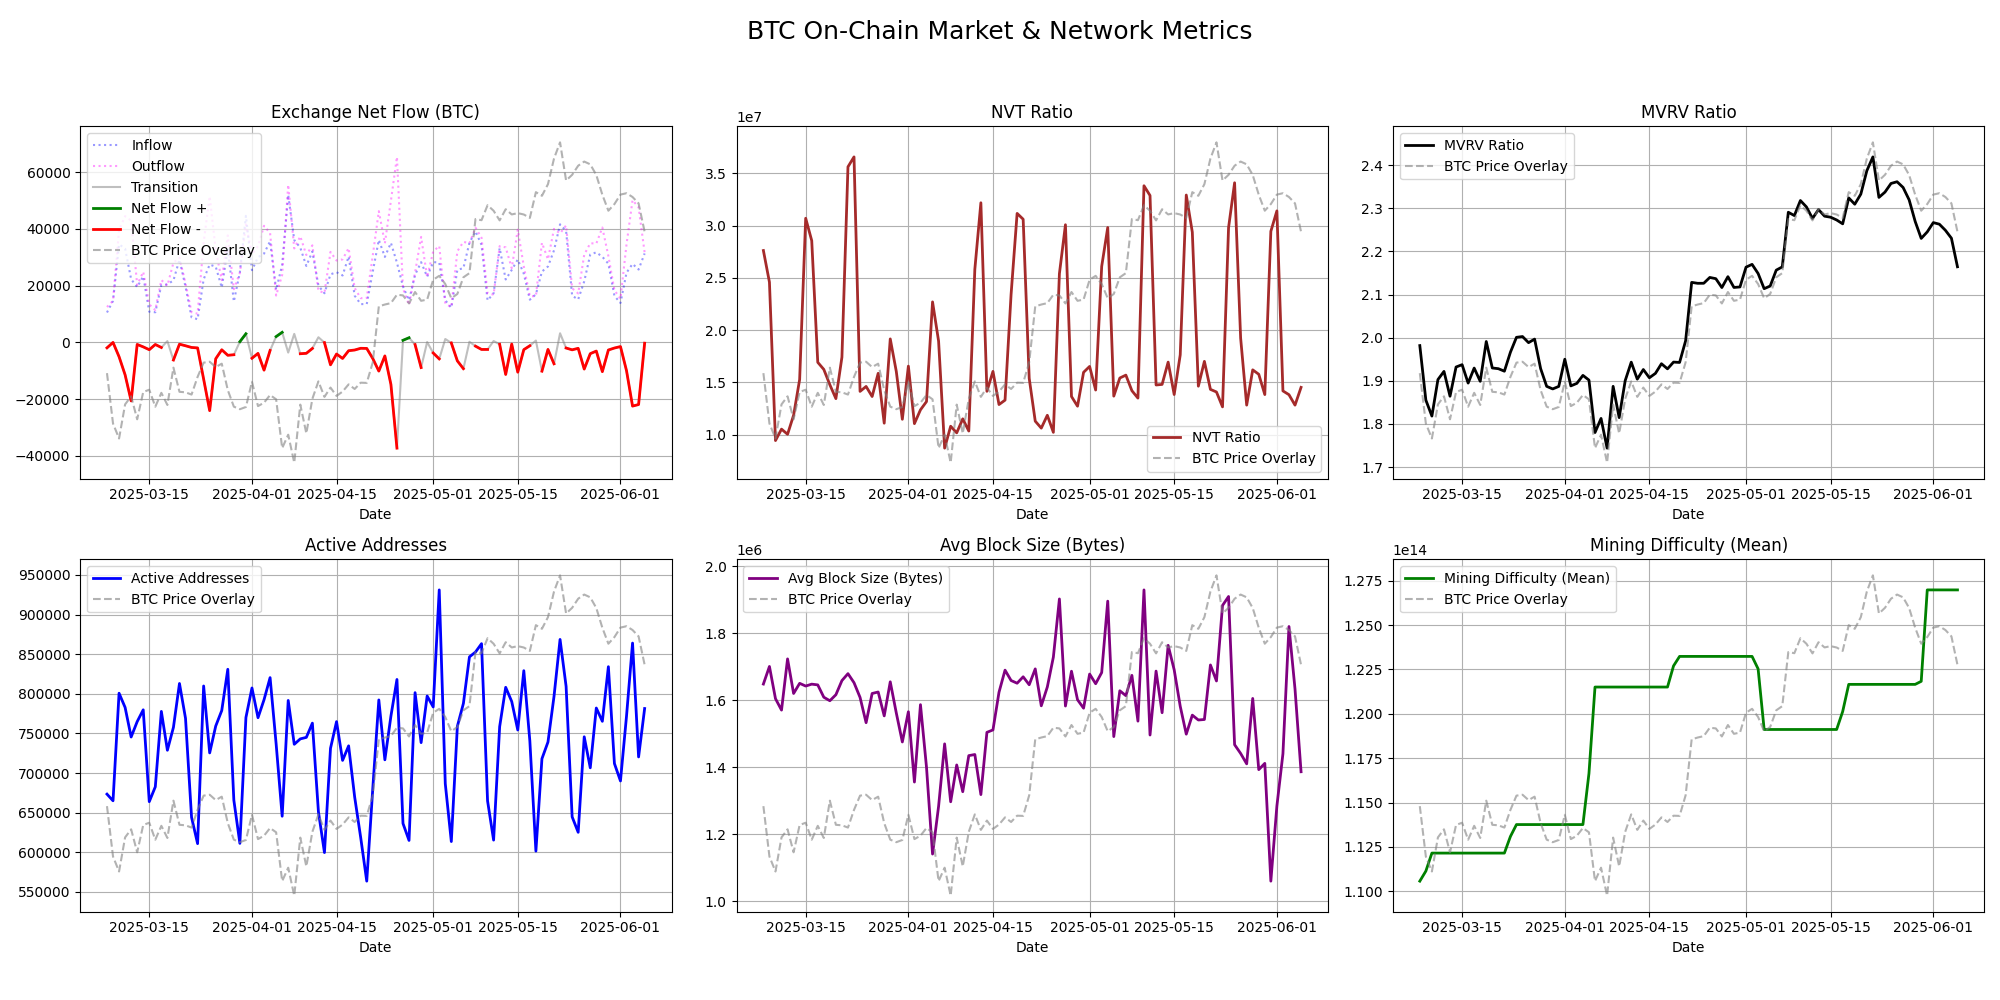 BTC On-Chain Market & Network Metrics
Exchange Net Flow (BTC)
Inflow
Outflow
Transition
Net Flow +
Net Flow -
BTC Price Overlay
60000
40000
20000
0
−20000
−40000
2025-03-15 2025-04-01 2025-04-15 2025-05-01 2025-05-15 2025-06-01
Date
NVT Ratio
1e7
3.5
3.0
2.5
2.0
1.5
1.0
NVT Ratio
BTC Price Overlay
2025-03-15 2025-04-01 2025-04-15 2025-05-01 2025-05-15 2025-06-01
Date
MVRV Ratio
MVRV Ratio
BTC Price Overlay
2.4
2.3
2.2
2.1
2.0
1.9
1.8
1.7
2025-03-15 2025-04-01 2025-04-15 2025-05-01 2025-05-15 2025-06-01
Date
Active Addresses
Active Addresses
BTC Price Overlay
950000
900000
850000
800000
750000
700000
650000
600000
550000
2025-03-15 2025-04-01 2025-04-15 2025-05-01 2025-05-15 2025-06-01
Date
Avg Block Size (Bytes)
1e6
Avg Block Size (Bytes)
BTC Price Overlay
2.0
1.8
1.6
1.4
1.2
1.0
2025-03-15 2025-04-01 2025-04-15 2025-05-01 2025-05-15 2025-06-01
Date
Mining Difficulty (Mean)
1e14
Mining Difficulty (Mean)
BTC Price Overlay
1.275
1.250
1.225
1.200
1.175
1.150
1.125
1.100
2025-03-15 2025-04-01 2025-04-15 2025-05-01 2025-05-15 2025-06-01
Date